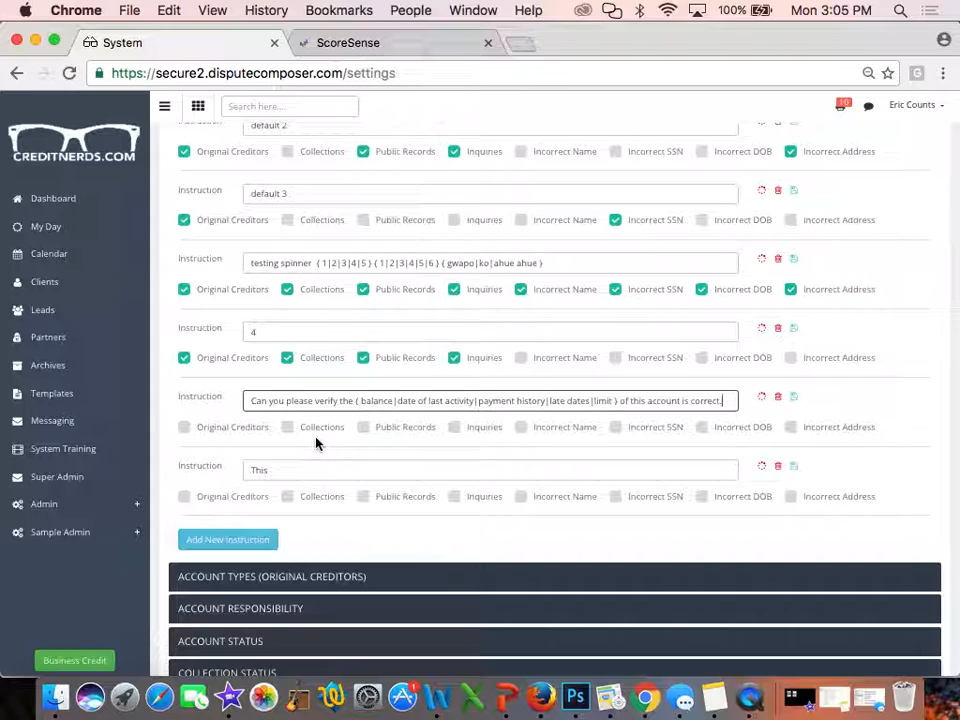 Chrome File Edit View History Bookmarks People Window Help 100% Mon 3:05 PM
System ScoreSense
https://secure2.disputecomposer.com/settings
Search here.... 10 Eric Counts
CREDITNERDS.COM
Dashboard
My Day
Calendar
Clients
Leads
Partners
Archives
Templates
Messaging
System Training
Super Admin
Admin +
Sample Admin +
Business Credit
default 2
Original Creditors Collections Public Records Inquiries Incorrect Name Incorrect SSN Incorrect DOB Incorrect Address
Instruction default 3
Original Creditors Collections Public Records Inquiries Incorrect Name Incorrect SSN Incorrect DOB Incorrect Address
Instruction testing spinner { 1|2|3|4|5 } { 1|2|3|4|5|6 } { gwapo|ko|ahue ahue }
Original Creditors Collections Public Records Inquiries Incorrect Name Incorrect SSN Incorrect DOB Incorrect Address
Instruction 4
Original Creditors Collections Public Records Inquiries Incorrect Name Incorrect SSN Incorrect DOB Incorrect Address
Instruction Can you please verify the { balance|date of last activity|payment history|late dates|limit } of this account is correct.
Original Creditors Collections Public Records Inquiries Incorrect Name Incorrect SSN Incorrect DOB Incorrect Address
Instruction This
Original Creditors Collections Public Records Inquiries Incorrect Name Incorrect SSN Incorrect DOB Incorrect Address
Add New Instruction
ACCOUNT TYPES (ORIGINAL CREDITORS)
ACCOUNT RESPONSIBILITY
ACCOUNT STATUS
COLLECTION STATUS